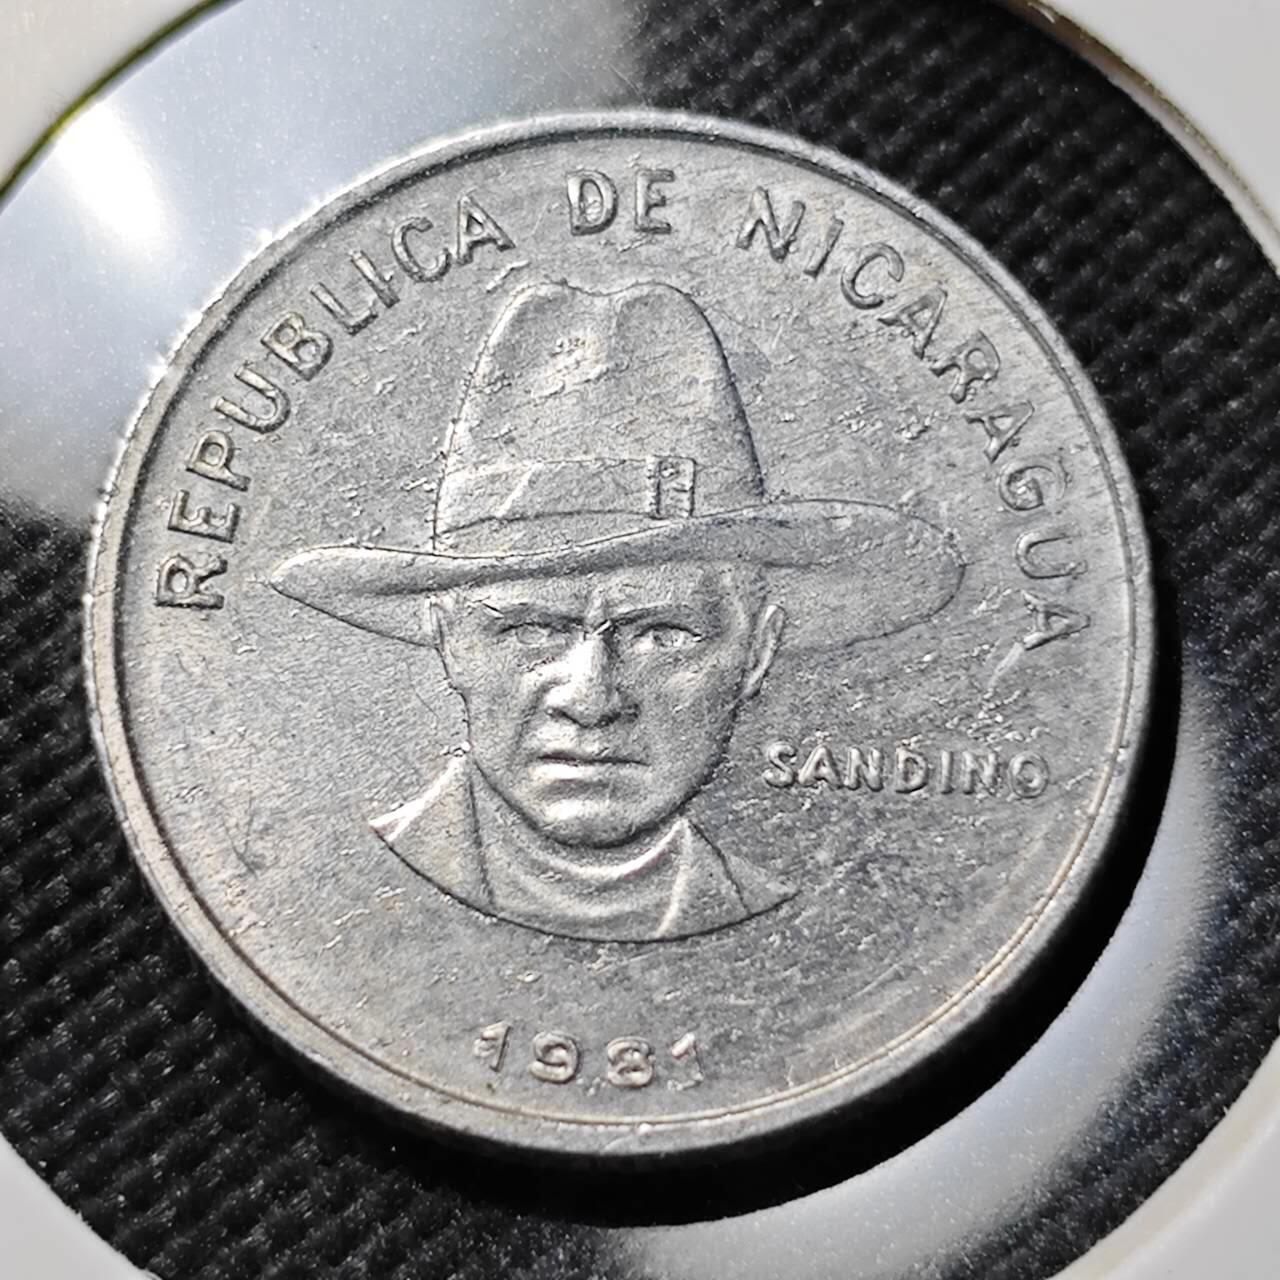 REPUBLICA DE NICARAGUA
SANDINO
1981